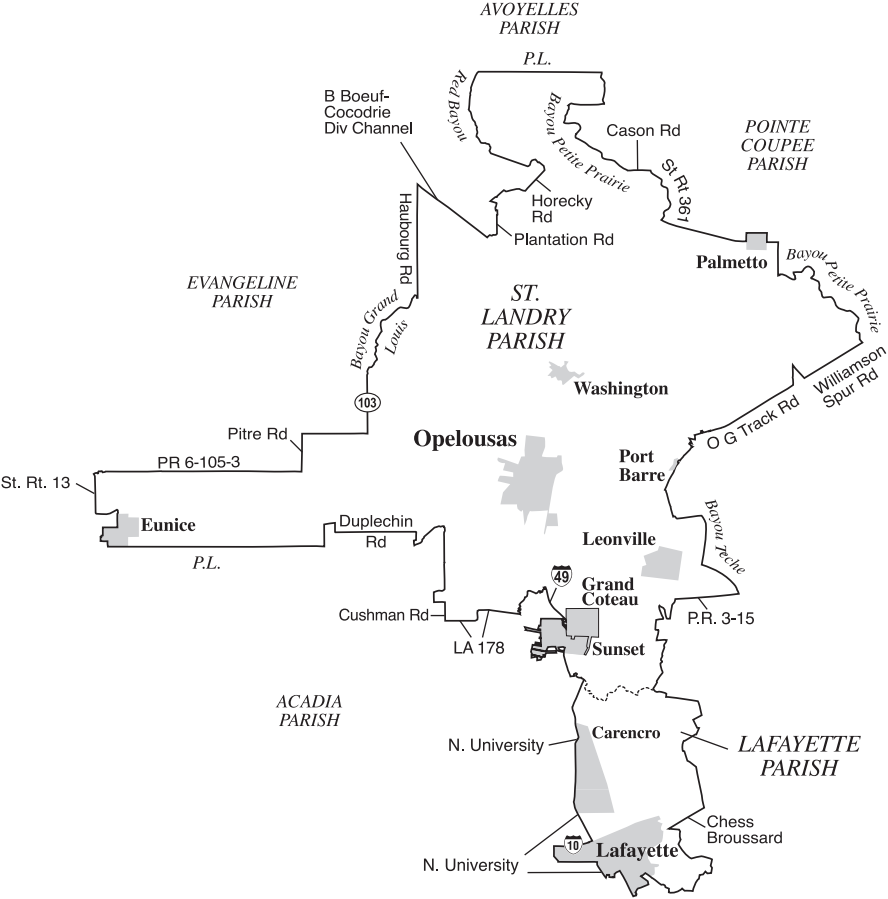 AVOYELLES
PARISH
P.L.
Red Bayou
B Boeuf-
Cocodrie
Div Channel
Bayou Petite Prairie
Cason Rd
POINTE
COUPEE
PARISH
St Rt 361
Horecky
Rd
Haubourg Rd
Plantation Rd
Palmetto
Bayou Petite Prairie
EVANGELINE
PARISH
ST.
LANDRY
PARISH
Bayou Grand
Louis
Washington
Williamson
Spur Rd
103
O G Track Rd
Pitre Rd
Opelousas
PR 6-105-3
Port
Barre
St. Rt. 13
Eunice
Duplechin
Rd
Bayou Teche
Leonville
P.L.
49
Grand
Coteau
Cushman Rd
P.R. 3-15
LA 178
Sunset
ACADIA
PARISH
Carencro
N. University
LAFAYETTE
PARISH
Chess
Broussard
10
Lafayette
N. University